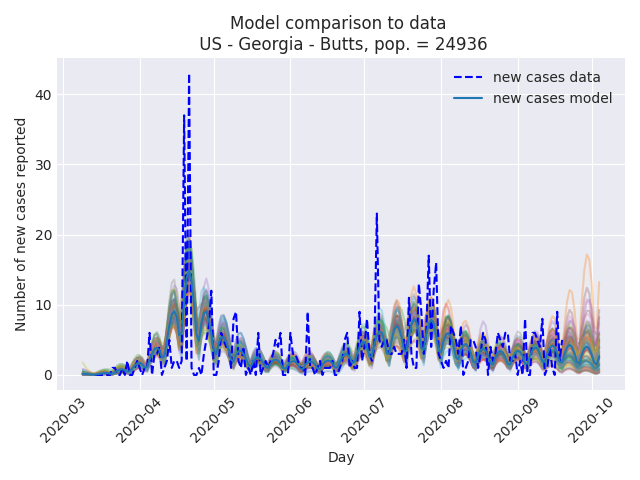 Model comparison to data
US - Georgia - Butts, pop. = 24936
new cases data
new cases model
Number of new cases reported
40
30
20
10
0
2020-03
2020-04
2020-05
2020-06
2020-07
2020-08
2020-09
2020-10
Day